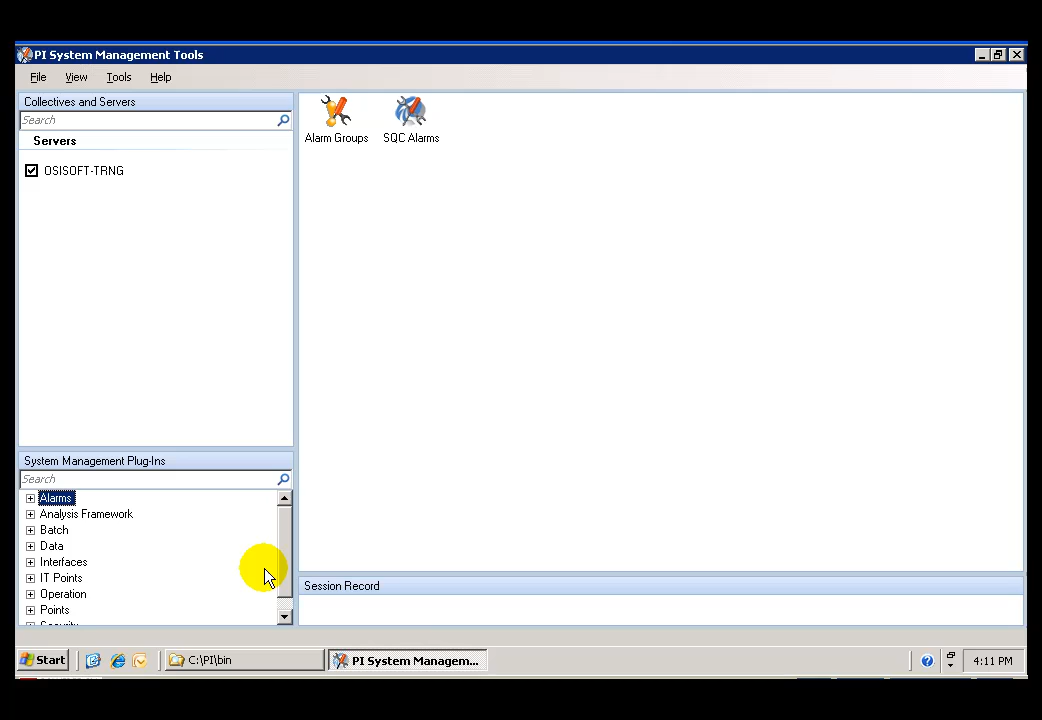 PI System Management Tools
File View Tools Help
Collectives and Servers
Search
Servers
OSISOFT-TRNG
Alarm Groups SQC Alarms
System Management Plug-Ins
Search
Alarms
Analysis Framework
Batch
Data
Interfaces
IT Points
Operation
Points
Security
Session Record
Start C:\PI\bin PI System Managem... 4:11 PM